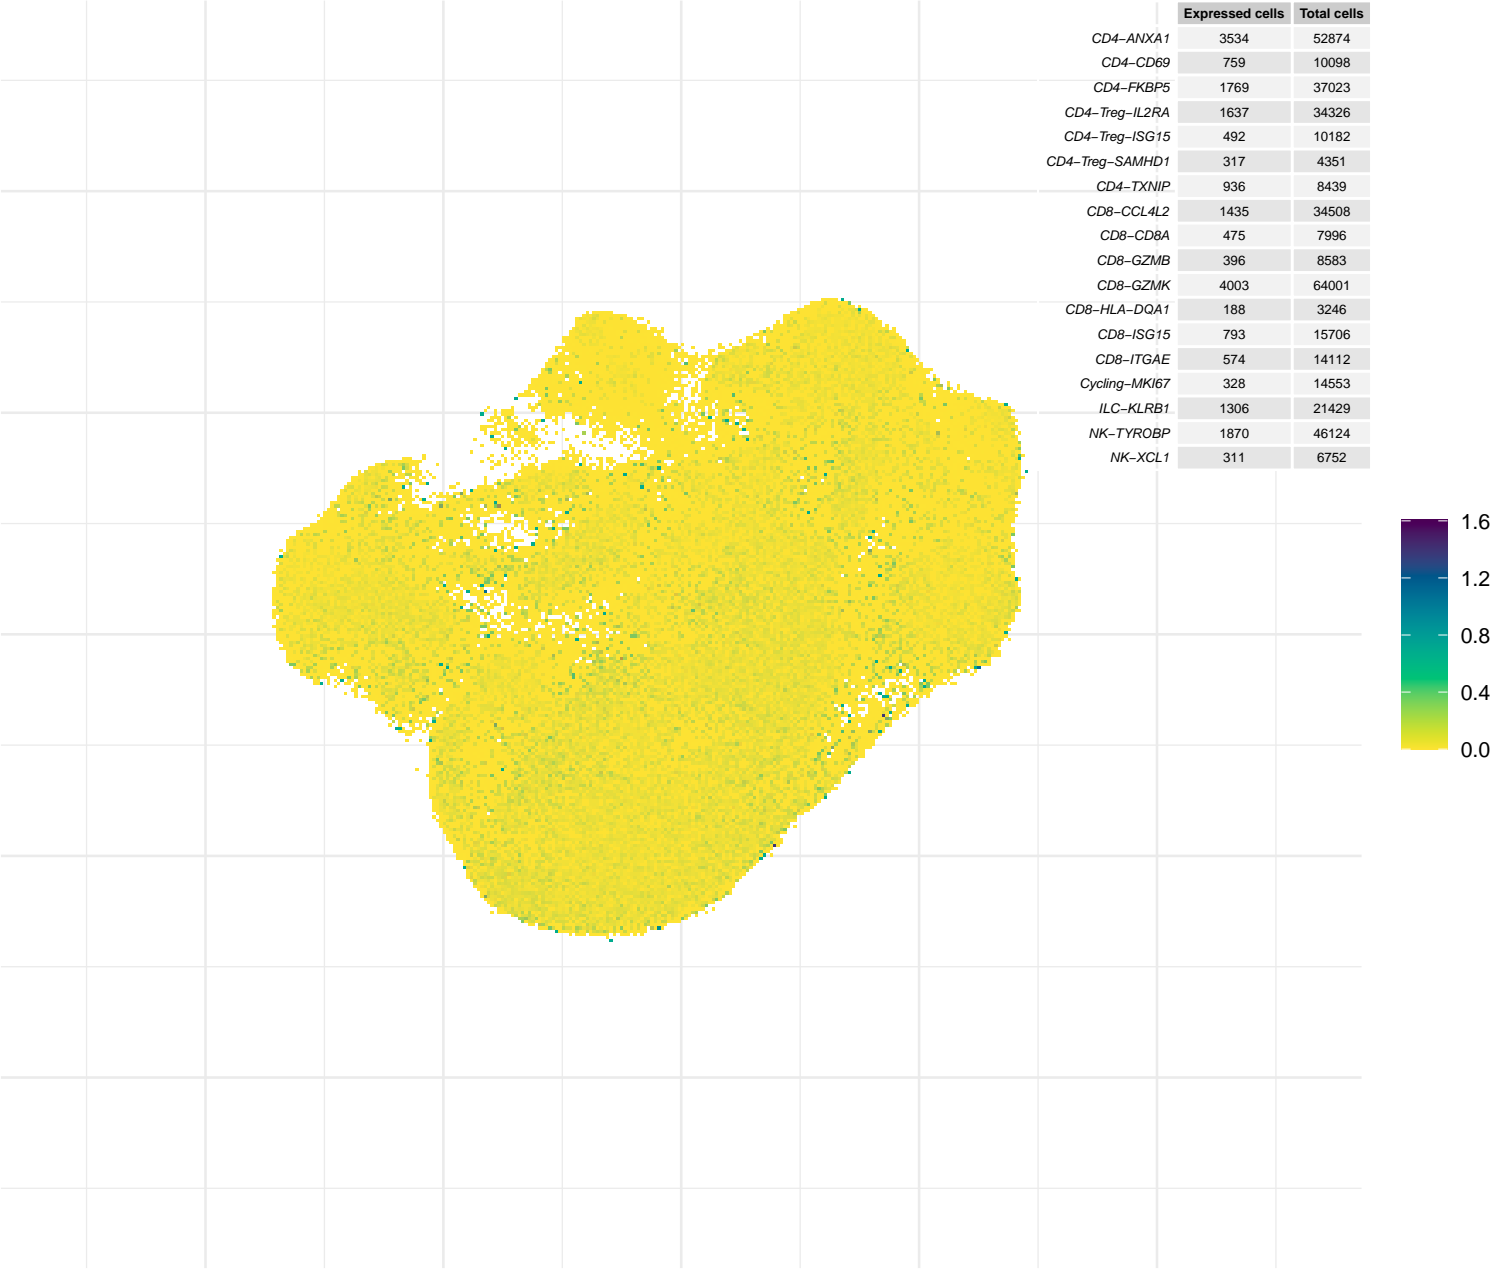 Expressed cells Total cells
CD4−ANXA1 3534 52874
CD4−CD69 759 10098
CD4−FKBP5 1769 37023
CD4−Treg−IL2RA 1637 34326
CD4−Treg−ISG15 492 10182
CD4−Treg−SAMHD1 317 4351
CD4−TXNIP 936 8439
CD8−CCL4L2 1435 34508
CD8−CD8A 475 7996
CD8−GZMB 396 8583
CD8−GZMK 4003 64001
CD8−HLA−DQA1 188 3246
CD8−ISG15 793 15706
CD8−ITGAE 574 14112
Cycling−MKI67 328 14553
ILC−KLRB1 1306 21429
NK−TYROBP 1870 46124
NK−XCL1 311 6752
1.6
1.2
0.8
0.4
0.0